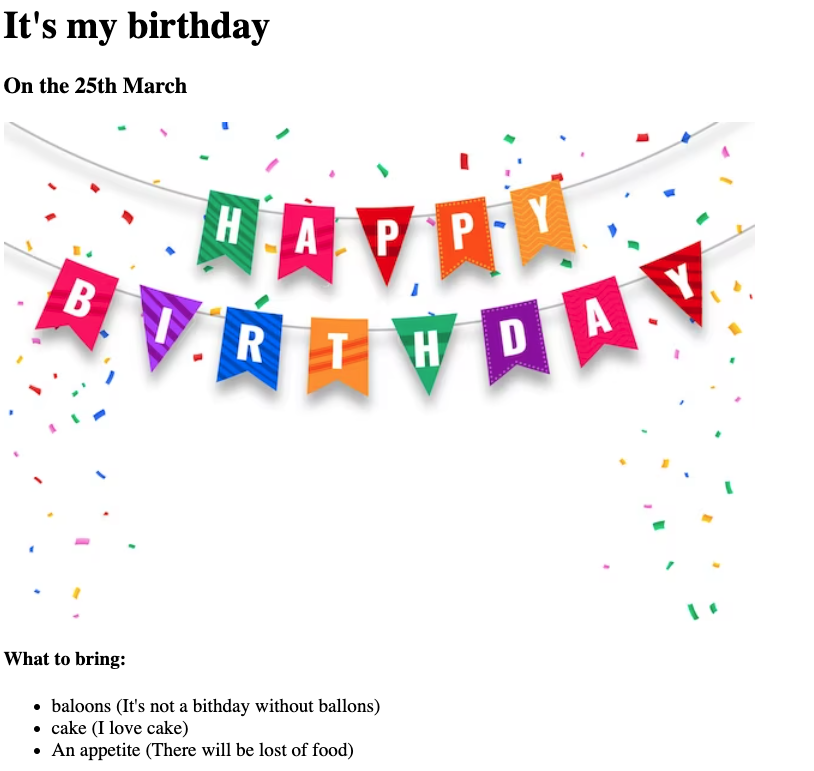 It's my birthday
On the 25th March
HAPPY
BIRTHDAY
What to bring:
baloons (It's not a bithday without ballons)
cake (I love cake)
An appetite (There will be lost of food)